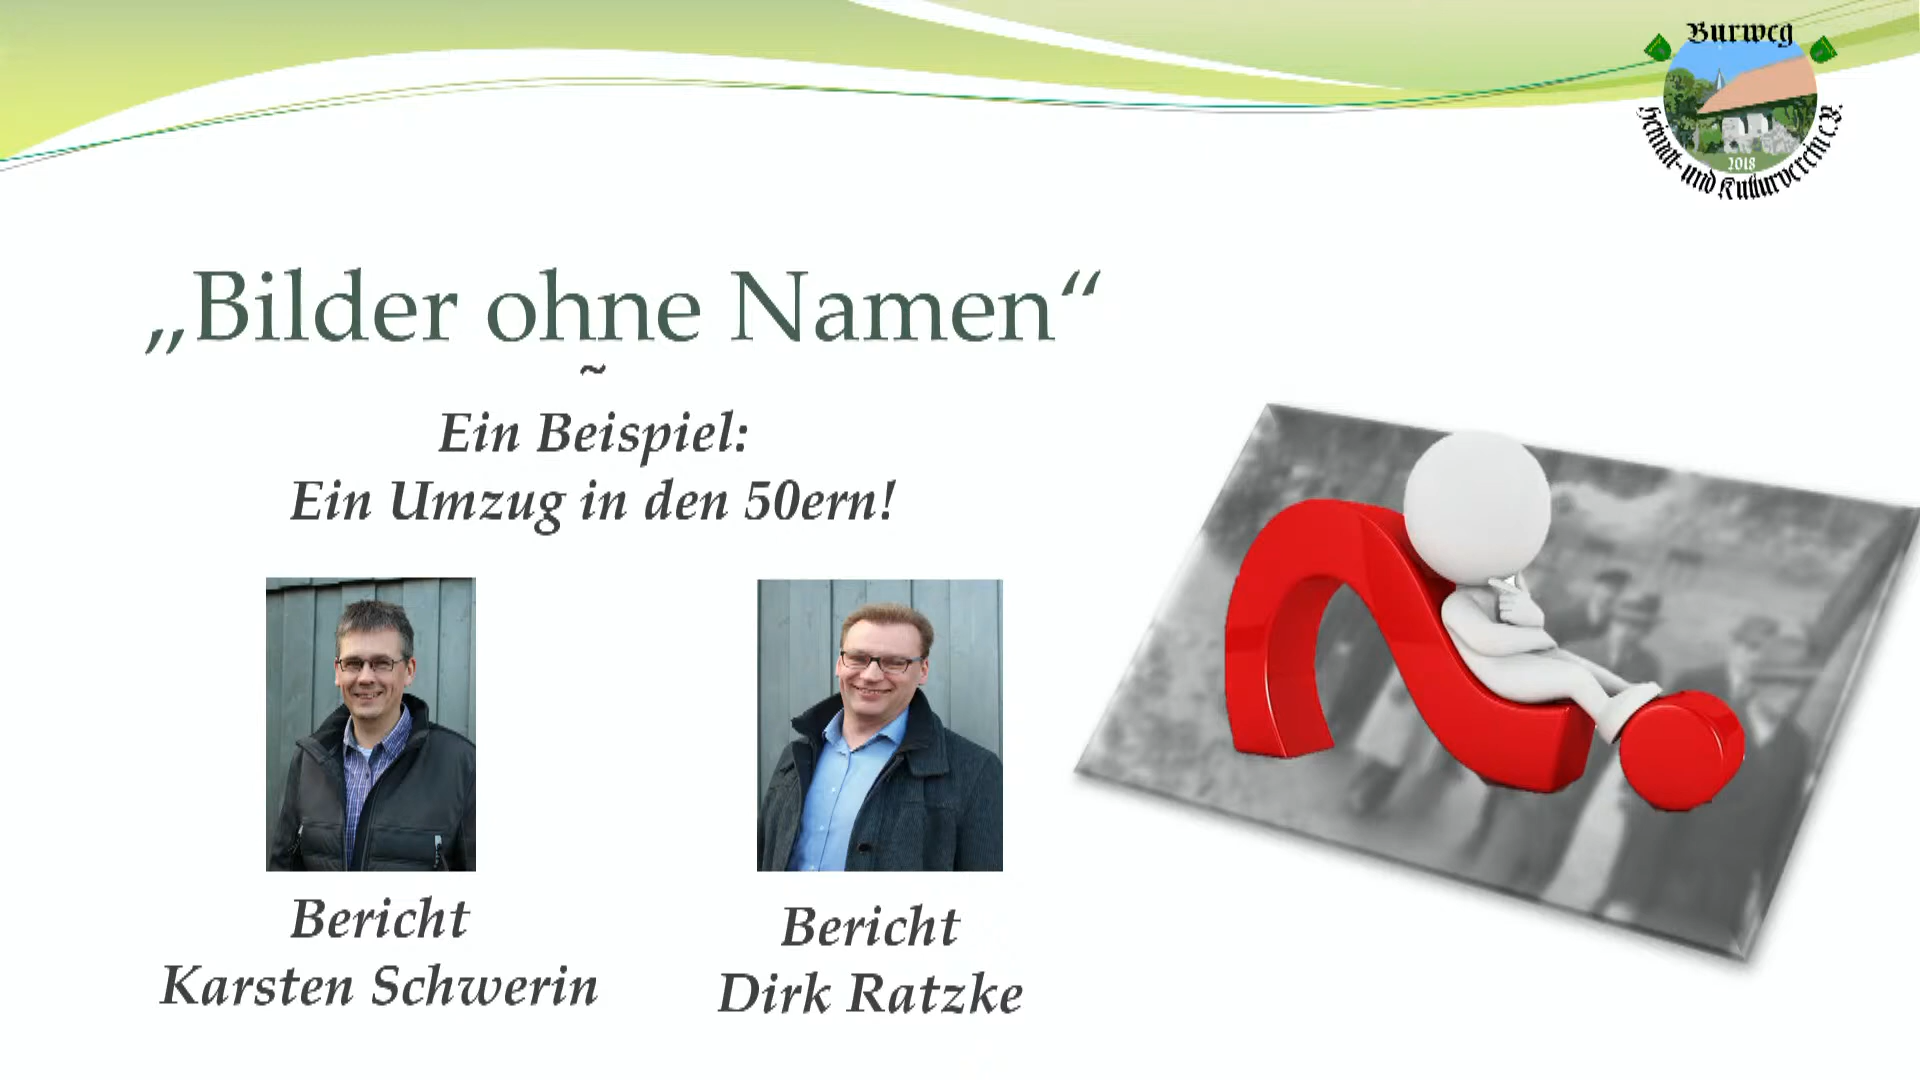 Burweg
Heimat- und Kulturverein e.V.
2018
„Bilder ohne Namen“
~
Ein Beispiel:
Ein Umzug in den 50ern!
Bericht
Karsten Schwerin
Bericht
Dirk Ratzke